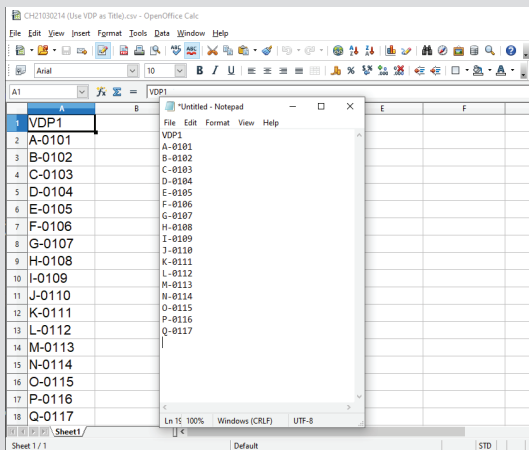 CH21030214 (Use VDP as Title).csv - OpenOffice Calc
File Edit View Insert Format Tools Data Window Help
Arial 10 B I U
A1 VDP1
A B E F
1 VDP1
2 A-0101
3 B-0102
4 C-0103
5 D-0104
6 E-0105
7 F-0106
8 G-0107
9 H-0108
10 I-0109
11 J-0110
12 K-0111
13 L-0112
14 M-0113
15 N-0114
16 O-0115
17 P-0116
18 Q-0117
*Untitled - Notepad
File Edit Format View Help
VDP1
A-0101
B-0102
C-0103
D-0104
E-0105
F-0106
G-0107
H-0108
I-0109
J-0110
K-0111
L-0112
M-0113
N-0114
O-0115
P-0116
Q-0117
Ln 19 100% Windows (CRLF) UTF-8
Sheet1
Sheet 1 / 1 Default STD